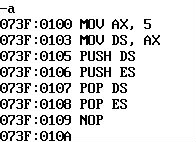 -a
073F:0100 MOV AX, 5
073F:0103 MOV DS, AX
073F:0105 PUSH DS
073F:0106 PUSH ES
073F:0107 POP DS
073F:0108 POP ES
073F:0109 NOP
073F:010A